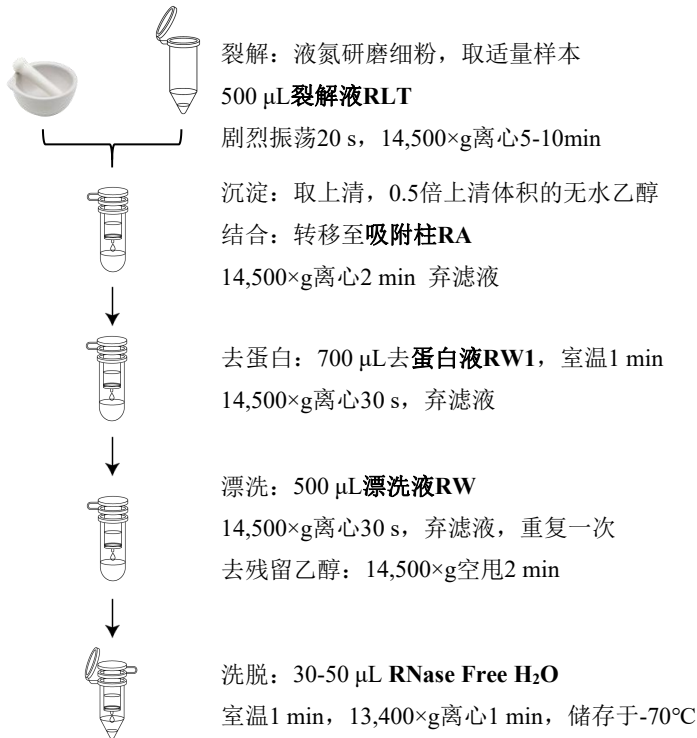 裂解：液氮研磨细粉，取适量样本
500 μL裂解液RLT
剧烈振荡20 s，14,500×g离心5-10min
沉淀：取上清，0.5倍上清体积的无水乙醇
结合：转移至吸附柱RA
14,500×g离心2 min 弃滤液
去蛋白：700 μL去蛋白液RW1，室温1 min
14,500×g离心30 s，弃滤液
漂洗：500 μL漂洗液RW
14,500×g离心30 s，弃滤液，重复一次
去残留乙醇：14,500×g空甩2 min
洗脱：30-50 μL RNase Free H₂O
室温1 min，13,400×g离心1 min，储存于-70°C